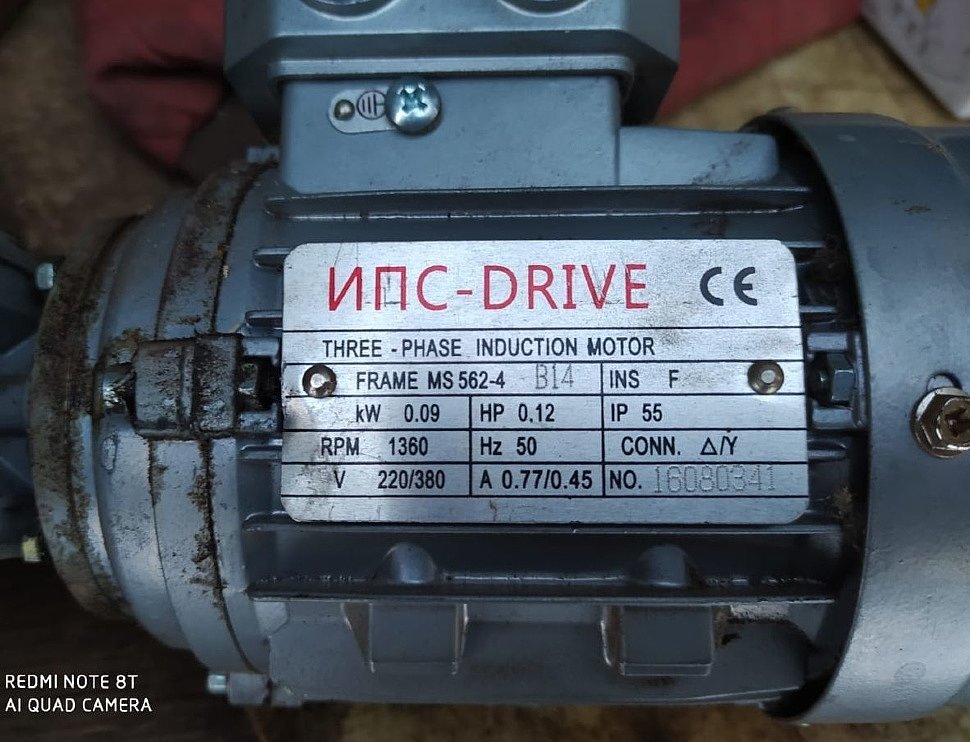 ИПС-DRIVE CE
THREE-PHASE INDUCTION MOTOR
FRAME MS 562-4 B14 INS F
kW 0.09 HP 0.12 IP 55
RPM 1360 Hz 50 CONN. Δ/Y
V 220/380 A 0.77/0.45 NO. 16080341
REDMI NOTE 8T
AI QUAD CAMERA